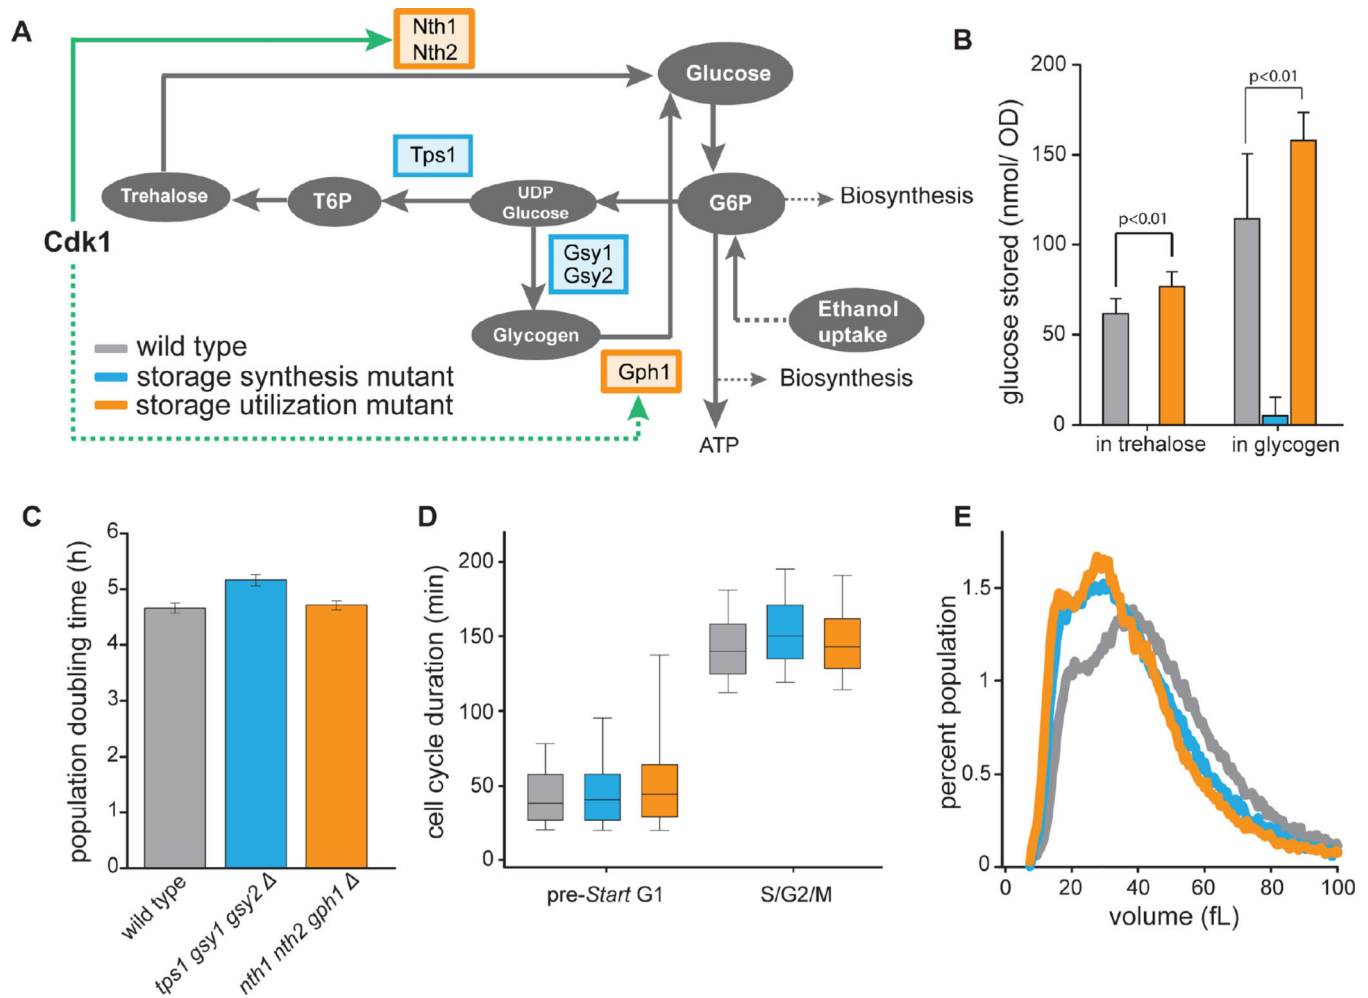 A
Nth1
Nth2
Glucose
Tps1
Trehalose
T6P
UDP
Glucose
G6P
Biosynthesis
Cdk1
Gsy1
Gsy2
Glycogen
Ethanol
uptake
Gph1
Biosynthesis
ATP
wild type
storage synthesis mutant
storage utilization mutant
B
glucose stored (nmol/ OD)
200
150
100
50
0
p<0.01
p<0.01
in trehalose
in glycogen
C
population doubling time (h)
6
5
4
3
2
1
0
wild type
tps1 gsy1 gsy2 Δ
nth1 nth2 gph1 Δ
D
cell cycle duration (min)
200
150
100
50
0
pre-Start G1
S/G2/M
E
percent population
1.5
1
0.5
0
0
20
40
60
80
100
volume (fL)